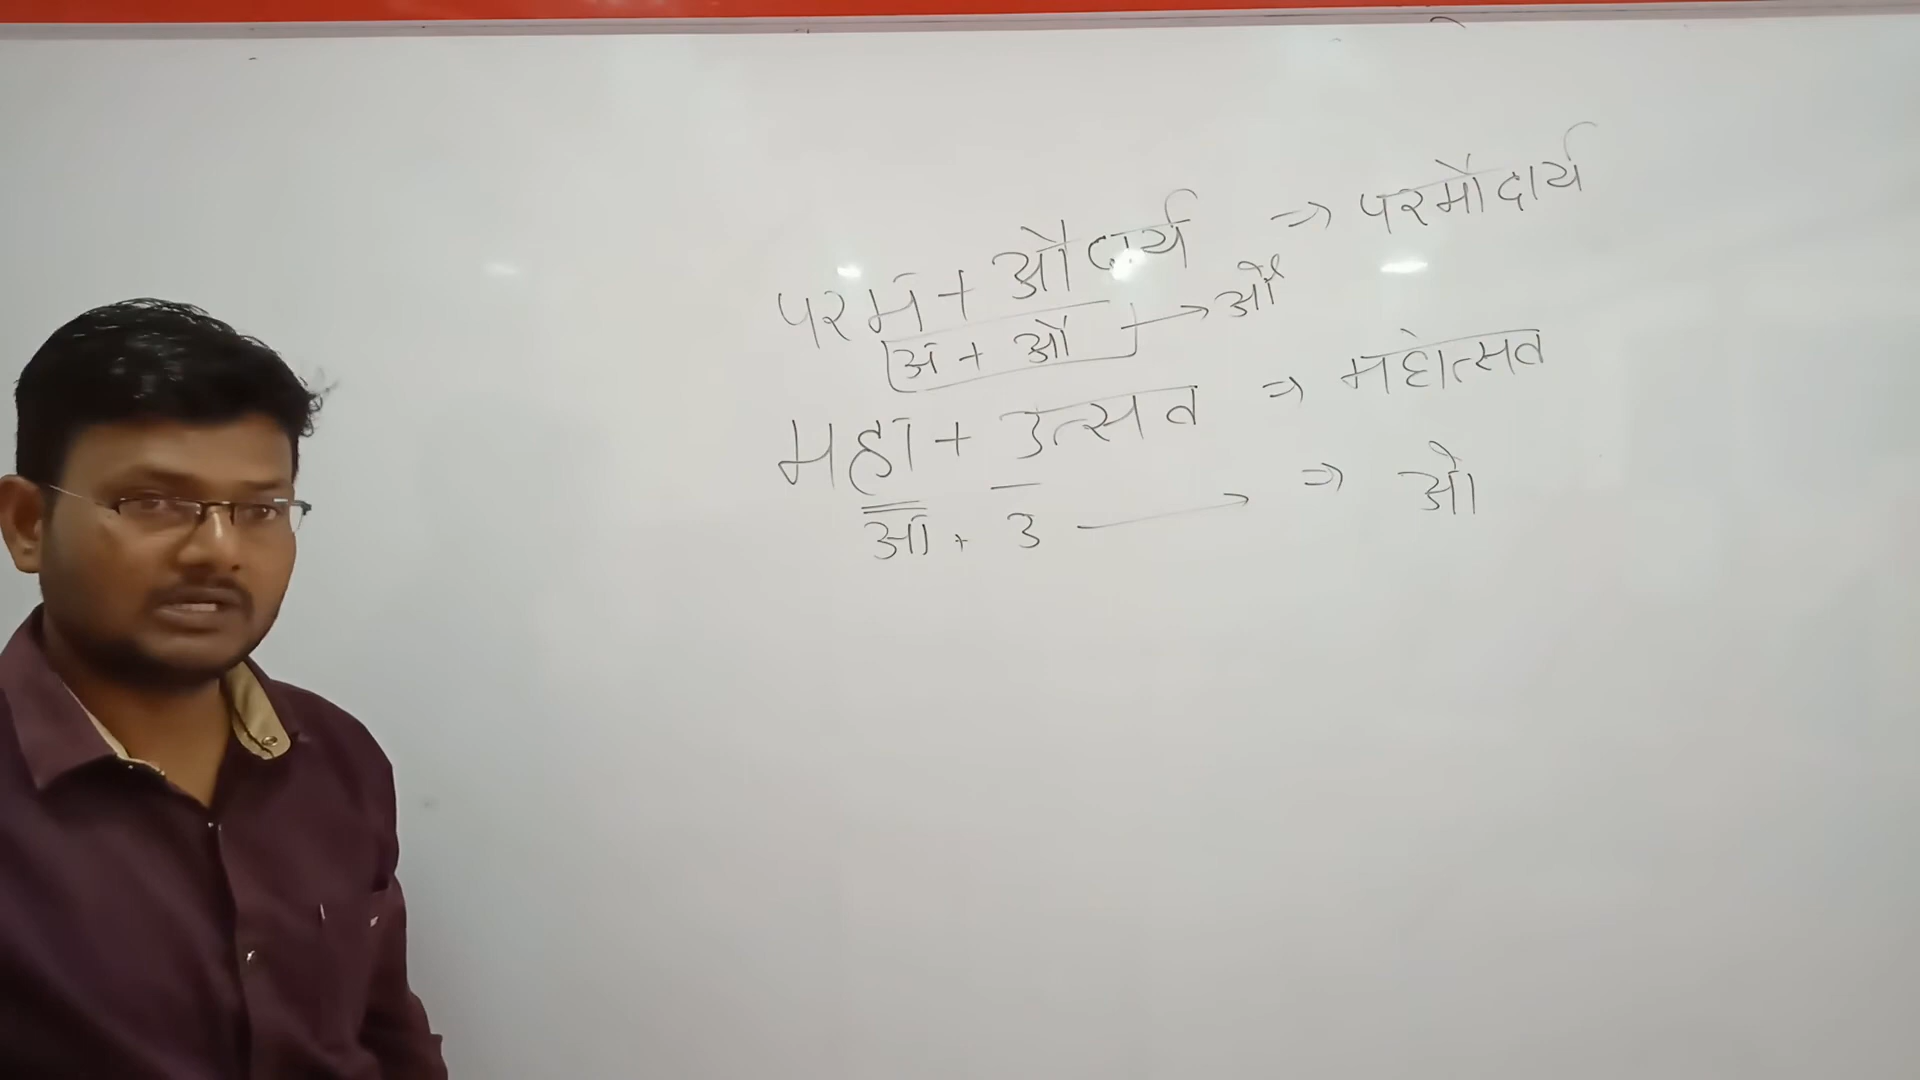 परम + औदार्य ⇒ परमौदार्य
अ + औ → औ
महा + उत्सव ⇒ महोत्सव
आ + उ → ⇒ ओ